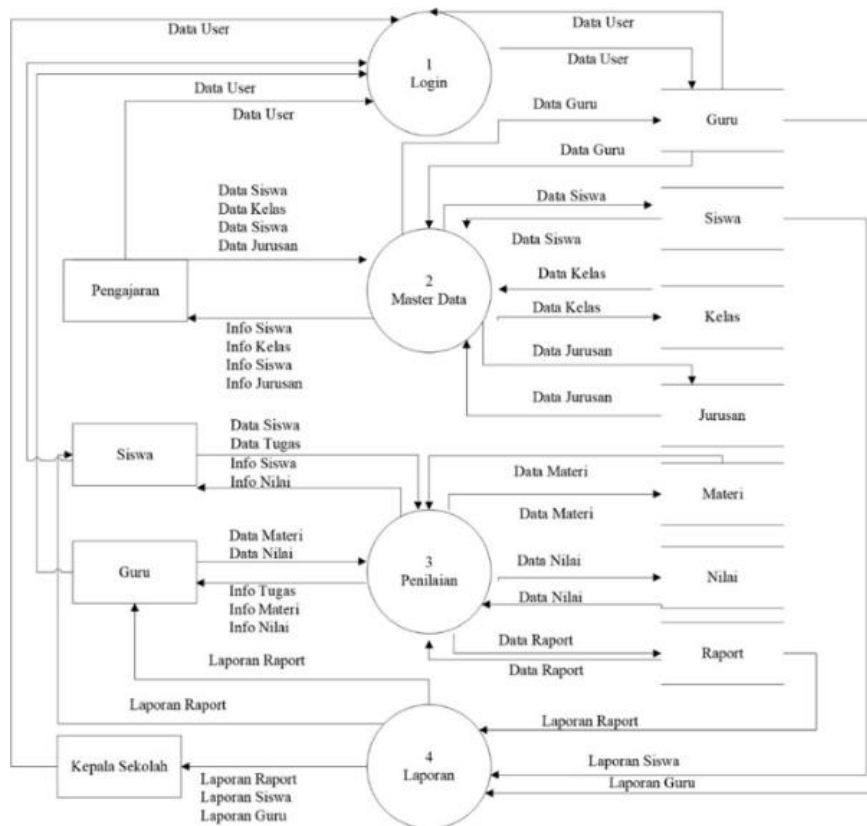 Data User
Data User
1
Login
Data User
Data User
Data User
Data Guru
Guru
Data Guru
Data Siswa
Data Kelas
Data Siswa
Data Jurusan
Data Siswa
Siswa
Data Siswa
Pengajaran
2
Master Data
Data Kelas
Data Kelas
Kelas
Info Siswa
Info Kelas
Info Siswa
Info Jurusan
Data Jurusan
Data Jurusan
Jurusan
Siswa
Data Siswa
Data Tugas
Info Siswa
Info Nilai
Data Materi
Materi
Data Materi
Guru
Data Materi
Data Nilai
3
Penilaian
Data Nilai
Nilai
Data Nilai
Info Tugas
Info Materi
Info Nilai
Data Raport
Raport
Data Raport
Laporan Raport
Laporan Raport
Laporan Raport
Kepala Sekolah
4
Laporan
Laporan Siswa
Laporan Guru
Laporan Raport
Laporan Siswa
Laporan Guru